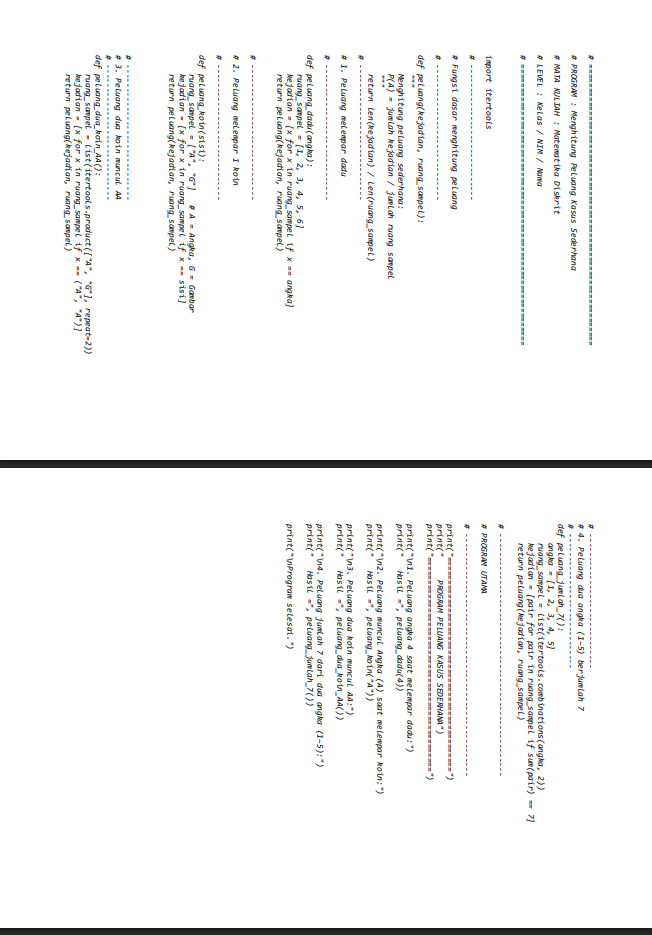 # ==================================================
# PROGRAM : Menghitung Peluang Kasus Sederhana
# MATA KULIAH : Matematika Diskrit
# LEVEL : Kelas / NIM / Nama
# ==================================================
import itertools
# -------------------------
# Fungsi dasar menghitung peluang
# -------------------------
def peluang(kejadian, ruang_sampel):
"""
Menghitung peluang sederhana:
P(A) = jumlah kejadian / jumlah ruang sampel
"""
return len(kejadian) / len(ruang_sampel)
# -------------------------
# 1. Peluang melempar dadu
# -------------------------
def peluang_dadu(angka):
ruang_sampel = [1, 2, 3, 4, 5, 6]
kejadian = [x for x in ruang_sampel if x == angka]
return peluang(kejadian, ruang_sampel)
# -------------------------
# 2. Peluang melempar 1 koin
# -------------------------
def peluang_koin(sisi):
ruang_sampel = ["A", "G"]  # A = Angka, G = Gambar
kejadian = [x for x in ruang_sampel if x == sisi]
return peluang(kejadian, ruang_sampel)
# -------------------------
# 3. Peluang dua koin muncul AA
# -------------------------
def peluang_dua_koin_AA():
ruang_sampel = list(itertools.product(["A", "G"], repeat=2))
kejadian = [x for x in ruang_sampel if x == ("A", "A")]
return peluang(kejadian, ruang_sampel)
# -------------------------
# 4. Peluang dua angka (1–5) berjumlah 7
# -------------------------
def peluang_jumlah_7():
angka = [1, 2, 3, 4, 5]
ruang_sampel = list(itertools.combinations(angka, 2))
kejadian = [pair for pair in ruang_sampel if sum(pair) == 7]
return peluang(kejadian, ruang_sampel)
# --------------------------------------------
# PROGRAM UTAMA
# --------------------------------------------
print("========================================")
print("   PROGRAM PELUANG KASUS SEDERHANA")
print("========================================")
print("\n1. Peluang angka 4 saat melempar dadu:")
print("   Hasil =", peluang_dadu(4))
print("\n2. Peluang muncul Angka (A) saat melempar koin:")
print("   Hasil =", peluang_koin("A"))
print("\n3. Peluang dua koin muncul AA:")
print("   Hasil =", peluang_dua_koin_AA())
print("\n4. Peluang jumlah 7 dari dua angka (1–5):")
print("   Hasil =", peluang_jumlah_7())
print("\nProgram selesai.")